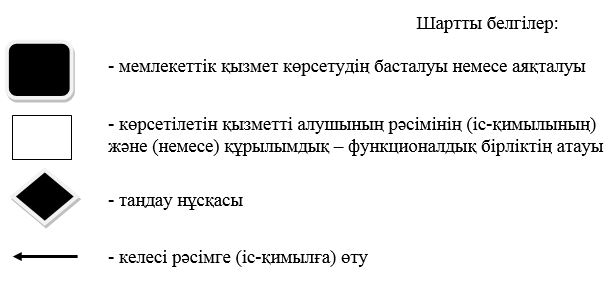 Шартты белгілер:
- мемлекеттік қызмет көрсетудің басталуы немесе аяқталуы
- көрсетілетін қызметті алушының рәсімінің (іс-қимылының)
және (немесе) құрылымдық – функционалдық бірліктің атауы
- таңдау нұсқасы
- келесі рәсімге (іс-қимылға) өту